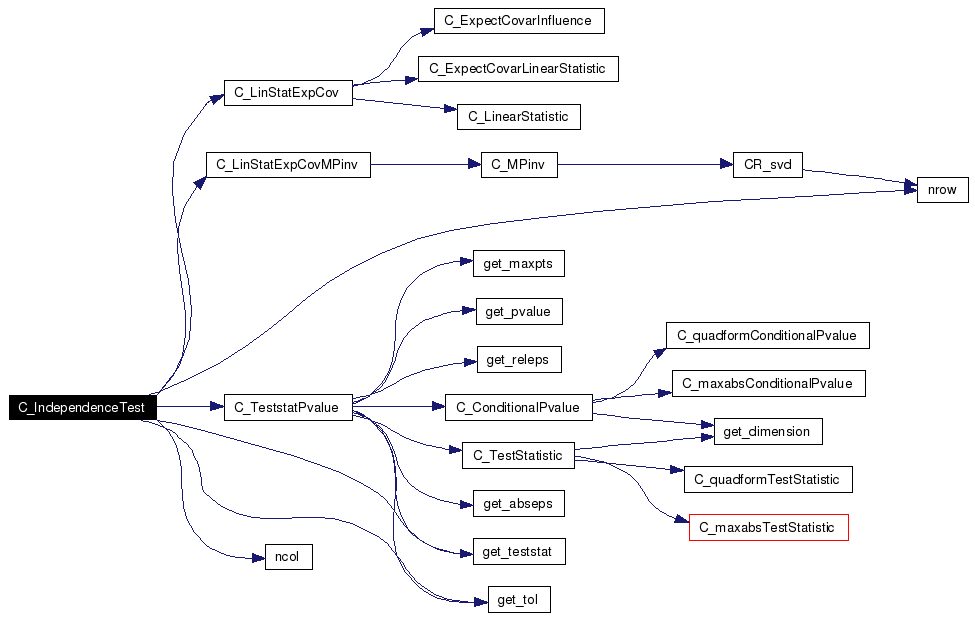 C_ExpectCovarInfluence
C_ExpectCovarLinearStatistic
C_LinStatExpCov
C_LinearStatistic
C_LinStatExpCovMPinv
C_MPinv
CR_svd
nrow
get_maxpts
get_pvalue
C_quadformConditionalPvalue
get_releps
C_maxabsConditionalPvalue
C_IndependenceTest
C_TeststatPvalue
C_ConditionalPvalue
get_dimension
C_TestStatistic
C_quadformTestStatistic
get_abseps
C_maxabsTestStatistic
get_teststat
ncol
get_tol